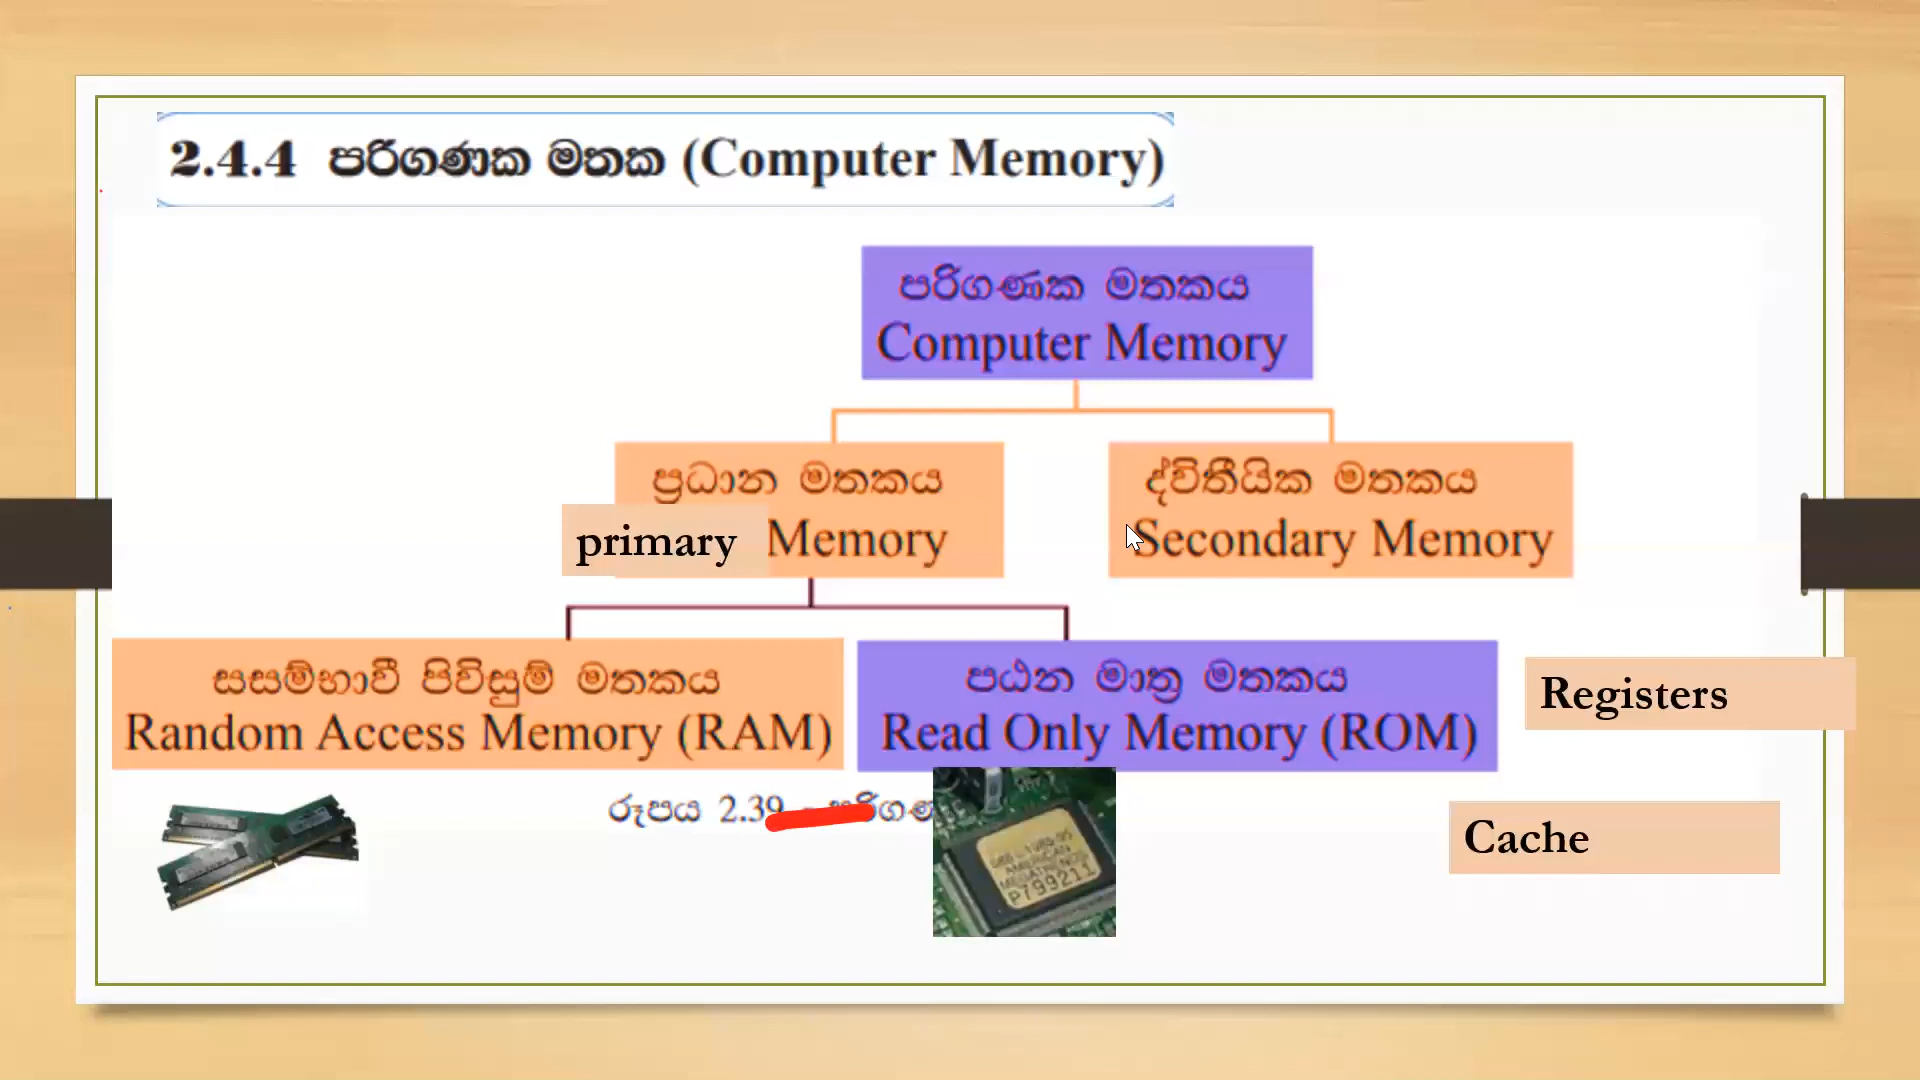 2.4.4 පරිගණක මතක (Computer Memory)
පරිගණක මතකය
Computer Memory
ප්‍රධාන මතකය
primary Memory
ද්විතීයික මතකය
Secondary Memory
සසම්භාවී පිවිසුම් මතකය
Random Access Memory (RAM)
පඨන මාත්‍ර මතකය
Read Only Memory (ROM)
Registers
Cache
රූපය 2.39
P799211